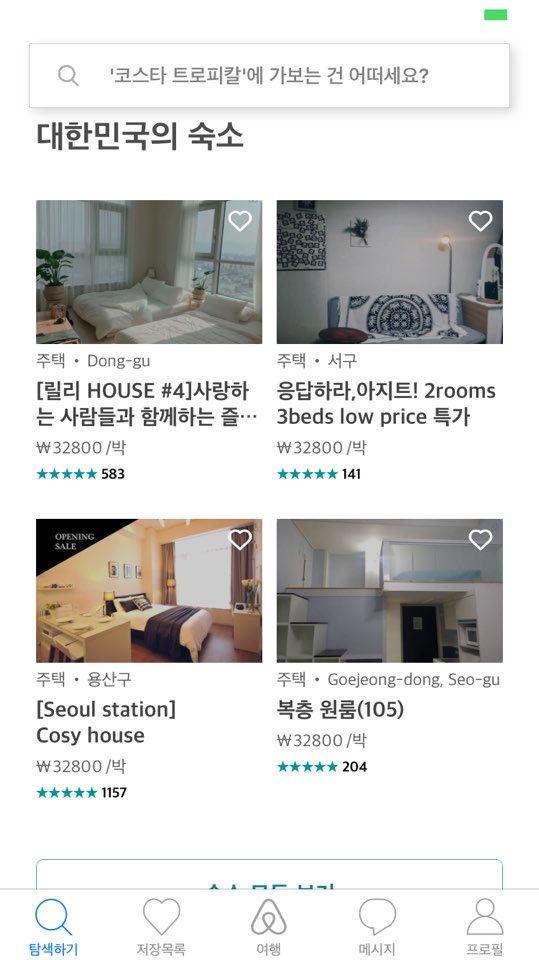 '코스타 트로피칼'에 가보는 건 어떠세요?
대한민국의 숙소
주택 • Dong-gu
[릴리 HOUSE #4]사랑하
는 사람들과 함께하는 즐…
₩32800 /박
★★★★★ 583
주택 • 서구
응답하라,아지트! 2rooms
3beds low price 특가
₩32800 /박
★★★★★ 141
OPENING
SALE
주택 • 용산구
[Seoul station]
Cosy house
₩32800 /박
★★★★★ 1157
주택 • Goejeong-dong, Seo-gu
복층 원룸(105)
₩32800 /박
★★★★★ 204
탐색하기
저장목록
여행
메시지
프로필